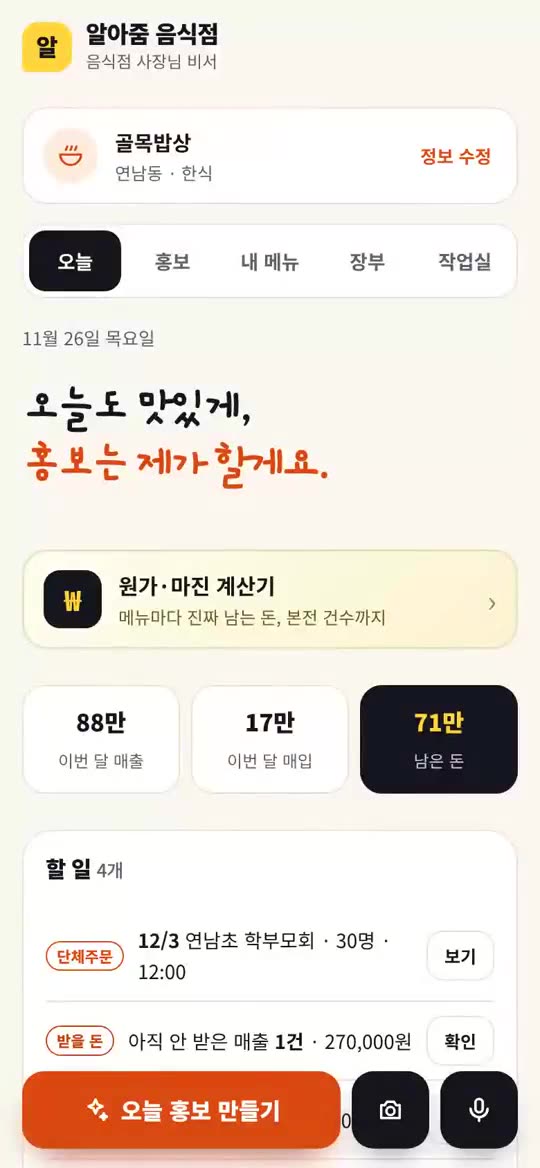 알
알아줌 음식점
음식점 사장님 비서
골목밥상
연남동 · 한식
정보 수정
오늘
홍보
내 메뉴
장부
작업실
11월 26일 목요일
오늘도 맛있게,
홍보는 제가 할게요.
₩
원가·마진 계산기
메뉴마다 진짜 남는 돈, 본전 건수까지
›
88만
이번 달 매출
17만
이번 달 매입
71만
남은 돈
할 일 4개
단체주문
12/3 연남초 학부모회 · 30명 ·
12:00
보기
받을 돈
아직 안 받은 매출 1건 · 270,000원
확인
오늘 홍보 만들기